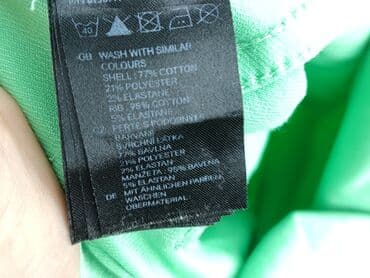 40
GB WASH WITH SIMILAR
COLOURS
SHELL: 77% COTTON
21% POLYESTER
2% ELASTANE
RIB: 95% COTTON
5% ELASTANE
CZ: PERTE S PODOBNÝMI
BARVAMI
SVRCHNÍ LÁTKA
77% BAVLNA
21% POLYESTER
2% ELASTAN
MANŽETA: 95% BAVLNA
5% ELASTAN
DE: MIT ÄHNLICHEN FARBEN
WASCHEN
OBERMATERIAL: